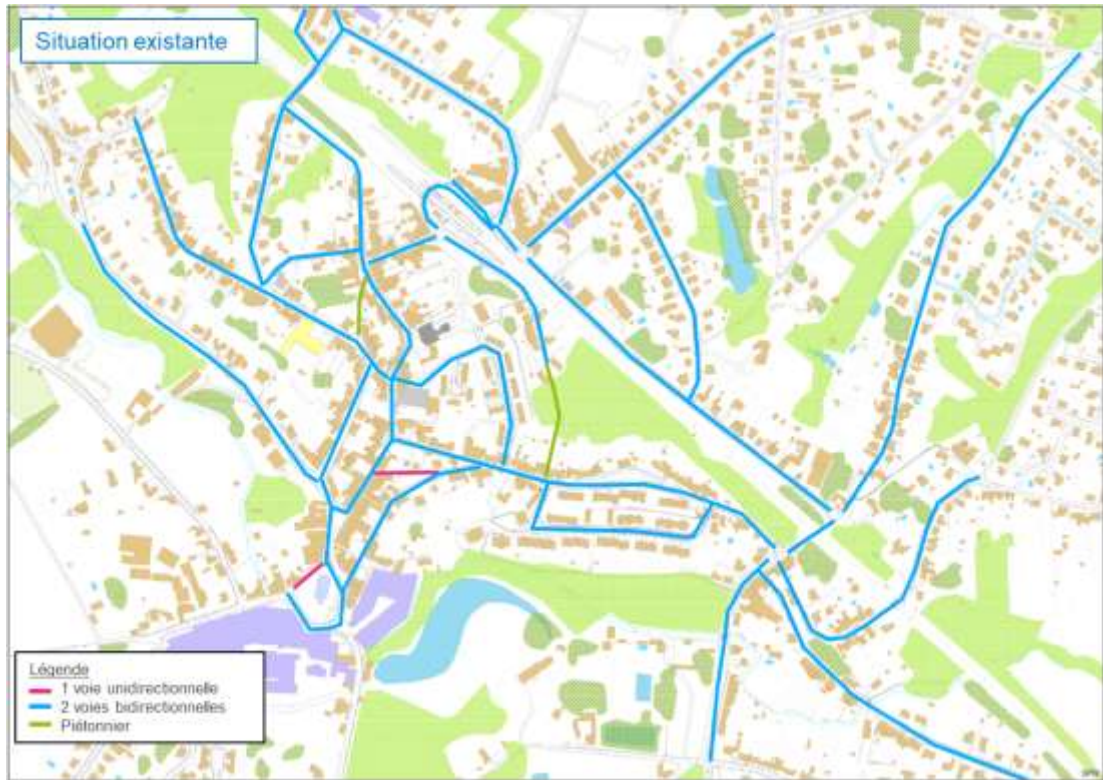 Situation existante
Légende
1 voie unidirectionnelle
2 voies bidirectionnelles
Piétonnier